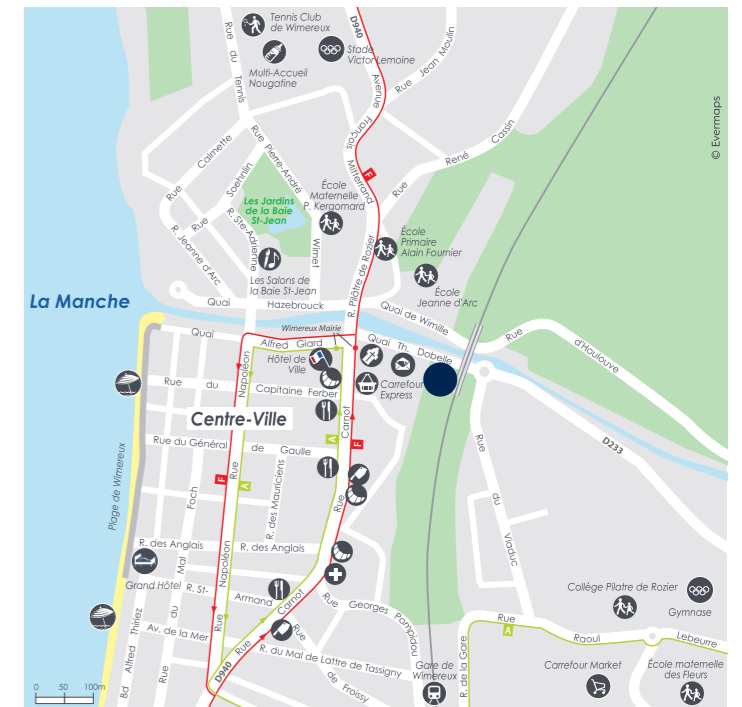 Tennis Club
de Wimereux
Stade
Victor Lemoine
Multi-Accueil
Nougatine
Rue du Tennis
D940
Avenue François Mitterrand
Rue Jean Moulin
Rue René Cassin
© Evermaps
Rue Calmette
Rue Pierre-André Wimet
Rue Soehnlin
R. Ste-Adrienne
R. Jeanne d'Arc
Les Jardins
de la Baie
St-Jean
École
Maternelle
P. Kergomard
F
École
Primaire
Alain Fournier
École
Jeanne d'Arc
Les Salons de
la Baie St-Jean
R. Pilâtre de Rozier
La Manche
Quai Hazebrouck
Quai de Wimille
Rue d'Houlouve
Quai Alfred Giard
Wimereux Mairie
Quai Th. Dobelle
Hôtel de
Ville
Carrefour
Express
Rue du Capitaine Ferber
Centre-Ville
Rue Napoléon
Rue Carnot
A
F
D233
Rue du Général de Gaulle
F
A
Plage de Wimereux
Rue du Mal Foch
R. des Mauriciens
Rue du Viaduc
R. des Anglais
R. des Anglais
Grand Hôtel
R. St-Armand
Rue Napoléon
Rue Carnot
Rue Georges Pompidou
Bd Alfred Thiriez
Av. de la Mer
Rue de Froissy
R. du Mal de Lattre de Tassigny
D940
Gare de
Wimereux
R. de la Gare
Collège Pilatre de Rozier
Gymnase
Rue Raoul Lebeurre
A
Carrefour Market
École maternelle
des Fleurs
0 50 100m